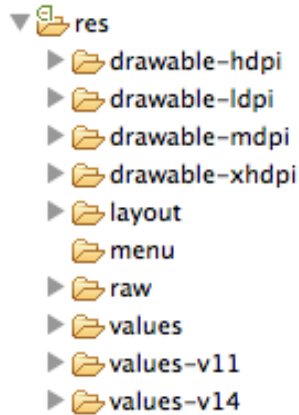 res
drawable-hdpi
drawable-ldpi
drawable-mdpi
drawable-xhdpi
layout
menu
raw
values
values-v11
values-v14